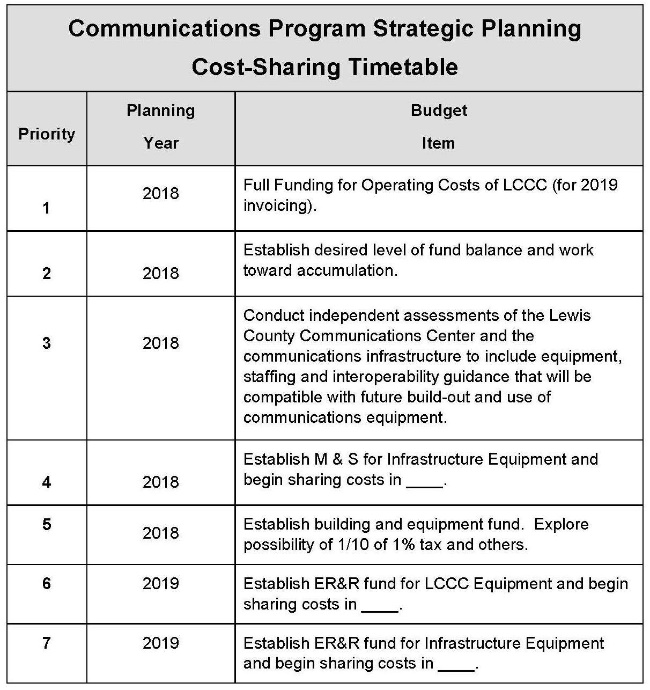 Communications Program Strategic Planning
Cost-Sharing Timetable
Priority
Planning
Year
Budget
Item
1
2018
Full Funding for Operating Costs of LCCC (for 2019
invoicing).
2
2018
Establish desired level of fund balance and work
toward accumulation.
3
2018
Conduct independent assessments of the Lewis
County Communications Center and the
communications infrastructure to include equipment,
staffing and interoperability guidance that will be
compatible with future build-out and use of
communications equipment.
4
2018
Establish M & S for Infrastructure Equipment and
begin sharing costs in ____.
5
2018
Establish building and equipment fund.  Explore
possibility of 1/10 of 1% tax and others.
6
2019
Establish ER&R fund for LCCC Equipment and begin
sharing costs in ____.
7
2019
Establish ER&R fund for Infrastructure Equipment
and begin sharing costs in ____.